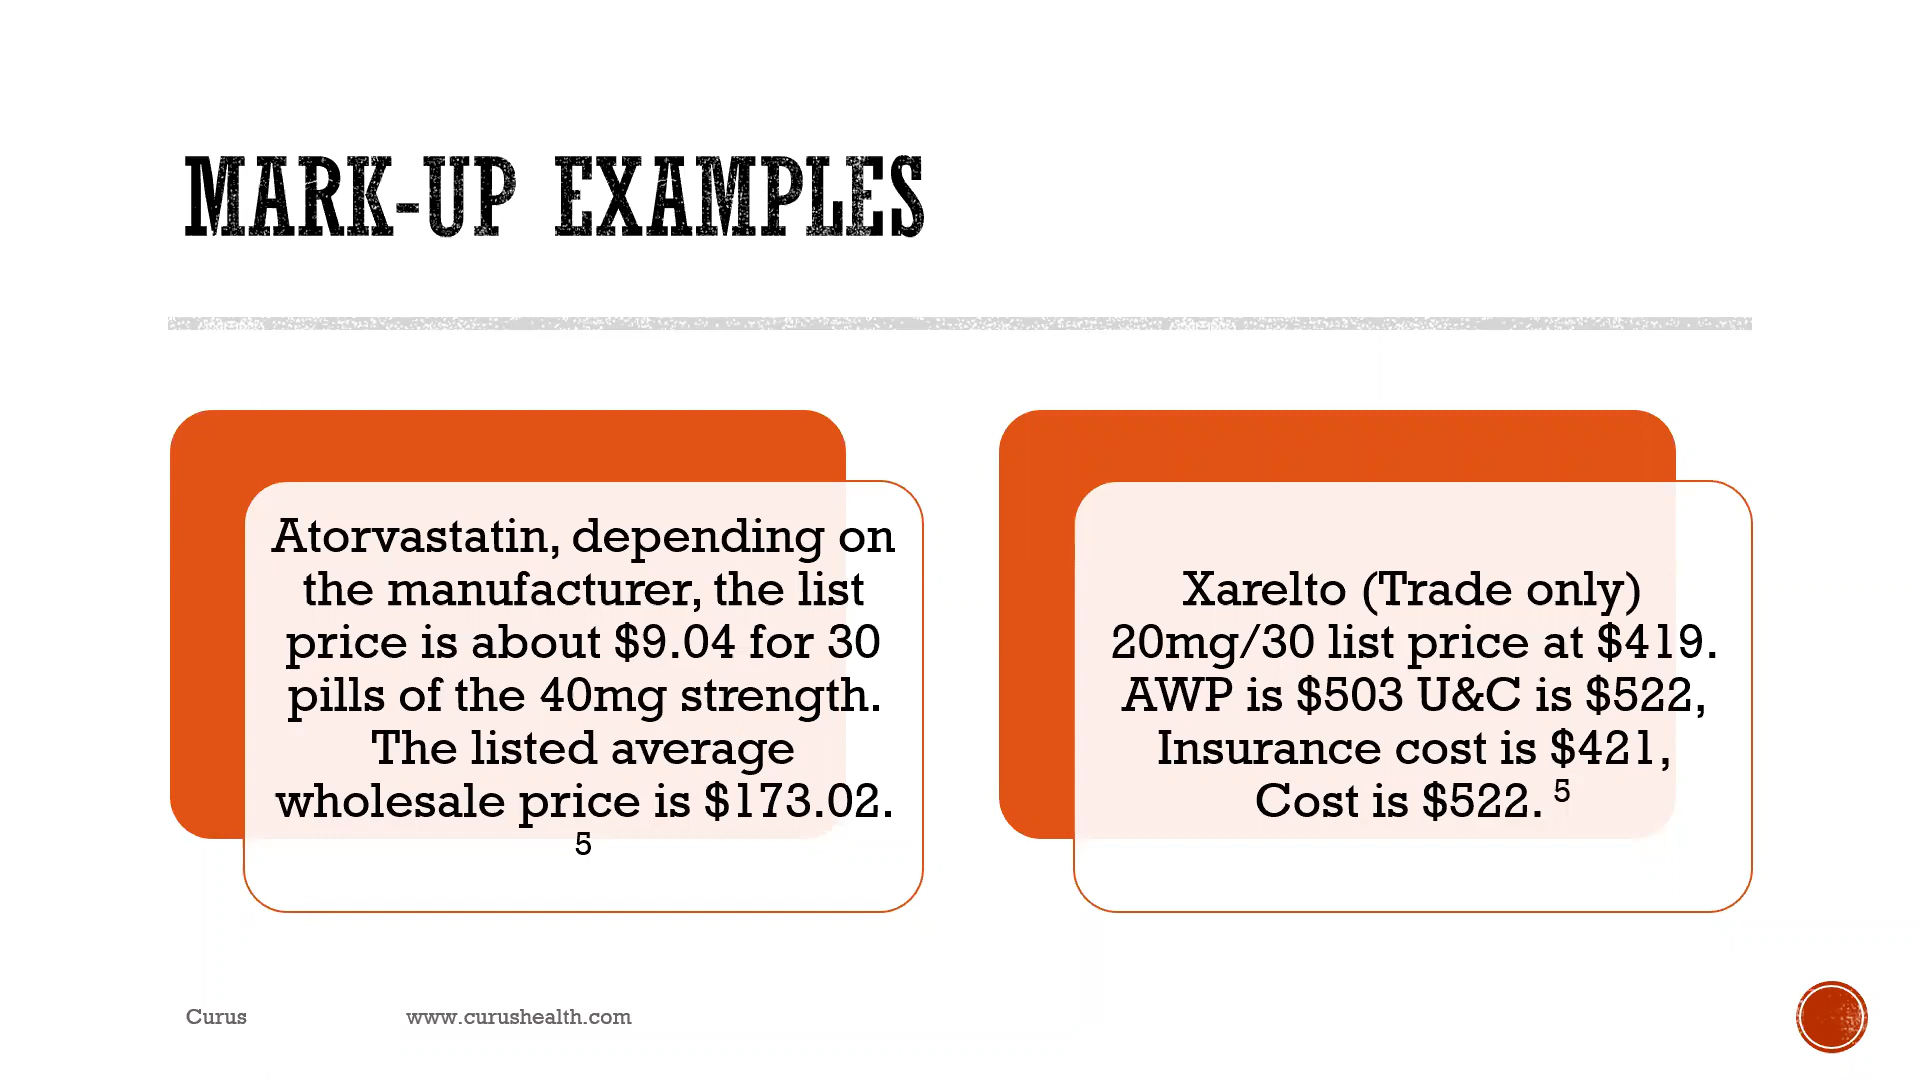 MARK-UP EXAMPLES
Atorvastatin, depending on
the manufacturer, the list
price is about $9.04 for 30
pills of the 40mg strength.
The listed average
wholesale price is $173.02.
5
Xarelto (Trade only)
20mg/30 list price at $419.
AWP is $503 U&C is $522,
Insurance cost is $421,
Cost is $522. 5
Curus
www.curushealth.com